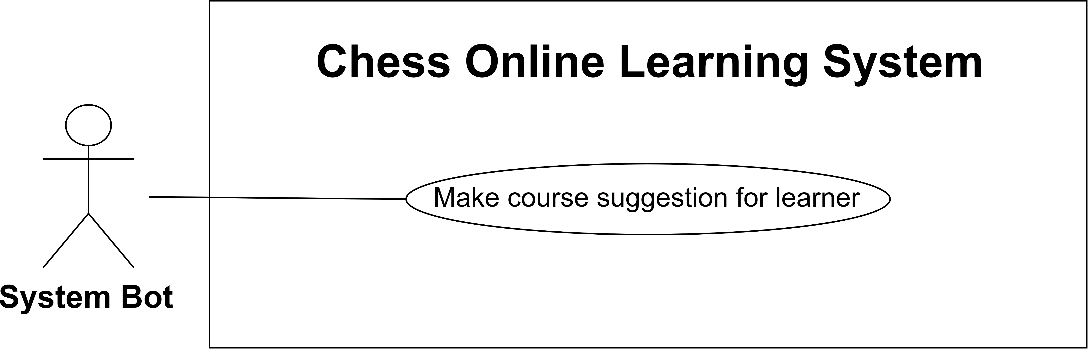 Chess Online Learning System
Make course suggestion for learner
System Bot